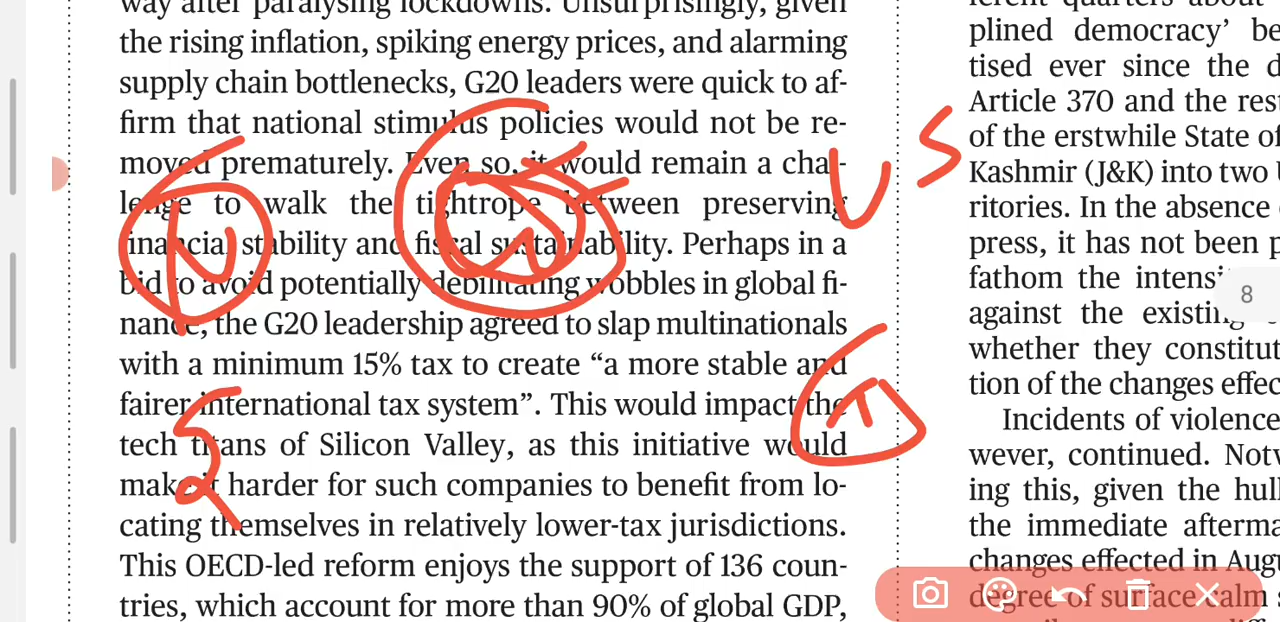 way after paralysing lockdowns. Unsurprisingly, given
the rising inflation, spiking energy prices, and alarming
supply chain bottlenecks, G20 leaders were quick to af-
firm that national stimulus policies would not be re-
moved prematurely. Even so, it would remain a chal-
lenge to walk the tightrope between preserving
financial stability and fiscal sustainability. Perhaps in a
bid to avoid potentially debilitating wobbles in global fi-
nance, the G20 leadership agreed to slap multinationals
with a minimum 15% tax to create “a more stable and
fairer international tax system”. This would impact the
tech titans of Silicon Valley, as this initiative would
make it harder for such companies to benefit from lo-
cating themselves in relatively lower-tax jurisdictions.
This OECD-led reform enjoys the support of 136 coun-
tries, which account for more than 90% of global GDP,
US
ferent quarters about
plined democracy’ be
tised ever since the
Article 370 and the
of the erstwhile State
Kashmir (J&K) into two
ritories. In the absence
press, it has not been
fathom the
against the
whether they
tion of the changes
Incidents of violence
wever, continued.
ing this, given the
the immediate
changes effected in
degree of surface calm
8